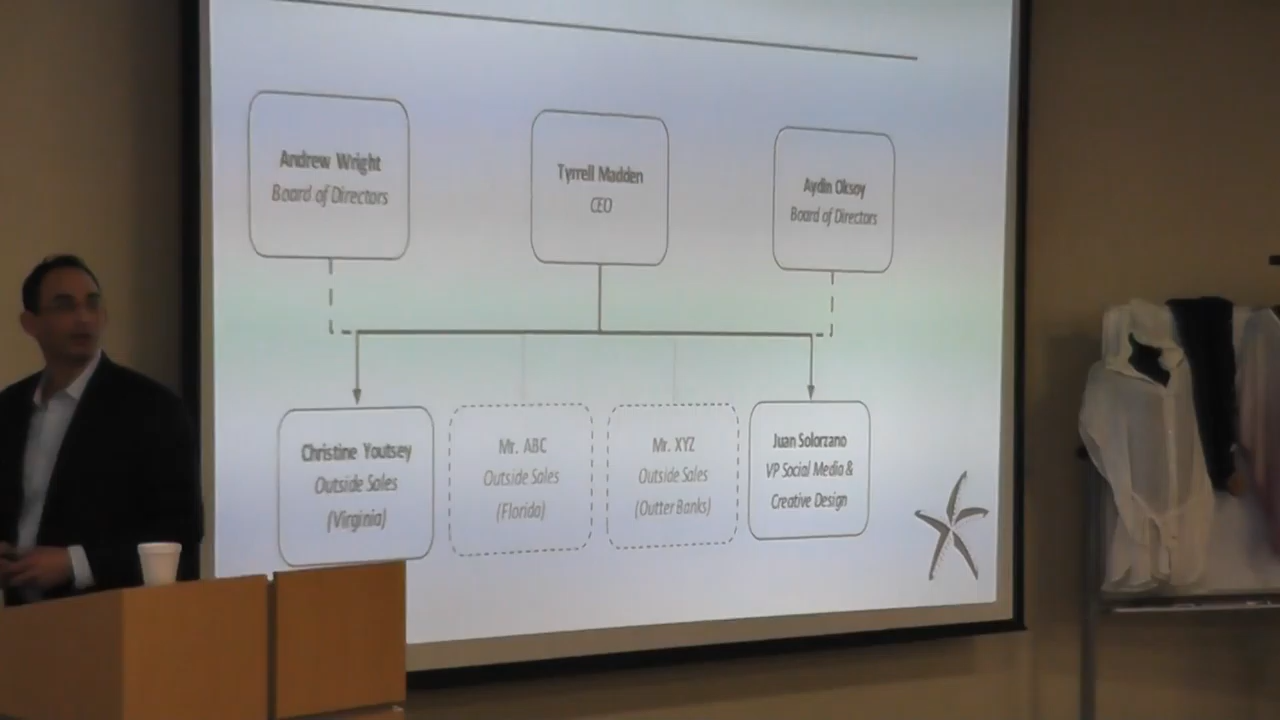 Andrew Wright
Board of Directors
Tyrrell Madden
CEO
Aydin Oksoy
Board of Directors
Christine Youtsey
Outside Sales
(Virginia)
Mr. ABC
Outside Sales
(Florida)
Mr. XYZ
Outside Sales
(Outter Banks)
Juan Solorzano
VP Social Media &
Creative Design